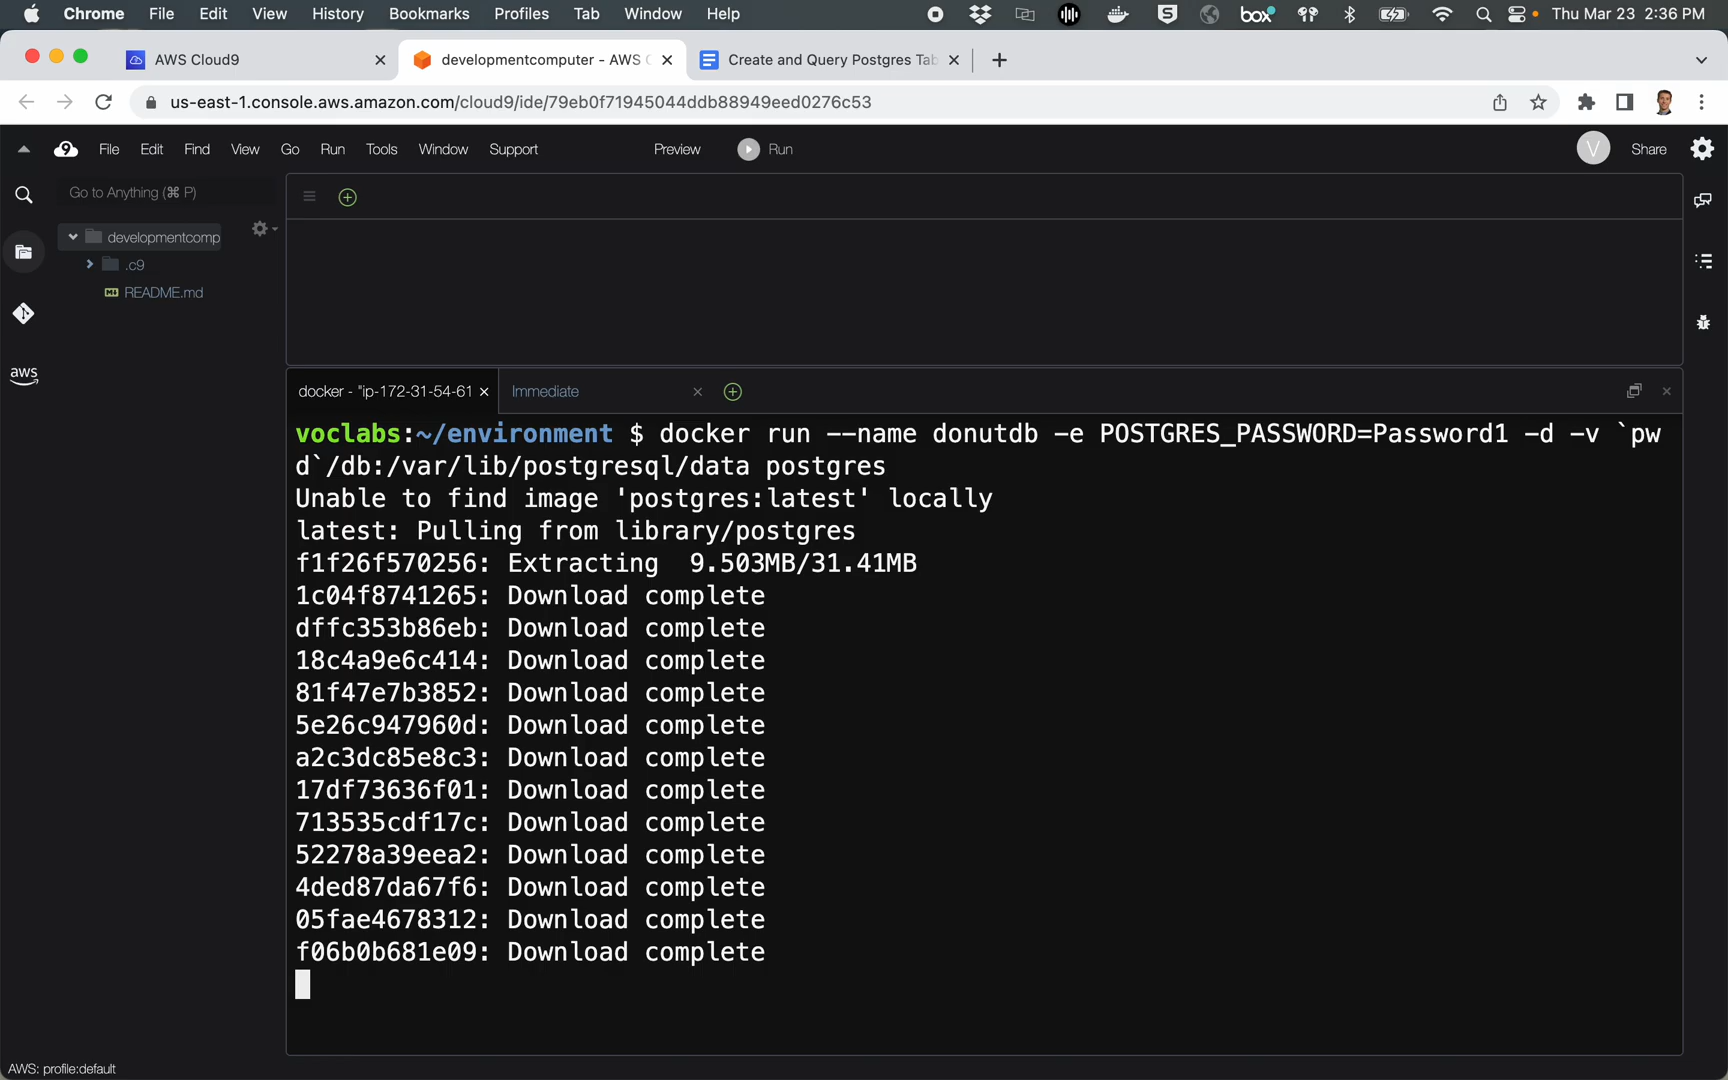 Chrome File Edit View History Bookmarks Profiles Tab Window Help box Thu Mar 23 2:36 PM
AWS Cloud9 developmentcomputer - AWS C Create and Query Postgres Tab
us-east-1.console.aws.amazon.com/cloud9/ide/79eb0f71945044ddb88949eed0276c53
9 File Edit Find View Go Run Tools Window Support Preview Run V Share
Go to Anything (⌘ P)
developmentcomp
.c9
README.md
aws
docker - "ip-172-31-54-61 Immediate
voclabs:~/environment $ docker run --name donutdb -e POSTGRES_PASSWORD=Password1 -d -v `pw
d`/db:/var/lib/postgresql/data postgres
Unable to find image 'postgres:latest' locally
latest: Pulling from library/postgres
f1f26f570256: Extracting 9.503MB/31.41MB
1c04f8741265: Download complete
dffc353b86eb: Download complete
18c4a9e6c414: Download complete
81f47e7b3852: Download complete
5e26c947960d: Download complete
a2c3dc85e8c3: Download complete
17df73636f01: Download complete
713535cdf17c: Download complete
52278a39eea2: Download complete
4ded87da67f6: Download complete
05fae4678312: Download complete
f06b0b681e09: Download complete
AWS: profile:default